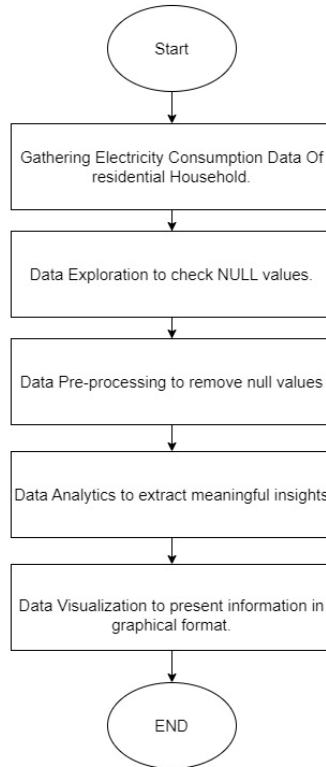 Start
Gathering Electricity Consumption Data Of
residential Household.
Data Exploration to check NULL values.
Data Pre-processing to remove null values
Data Analytics to extract meaningful insights
Data Visualization to present information in
graphical format.
END